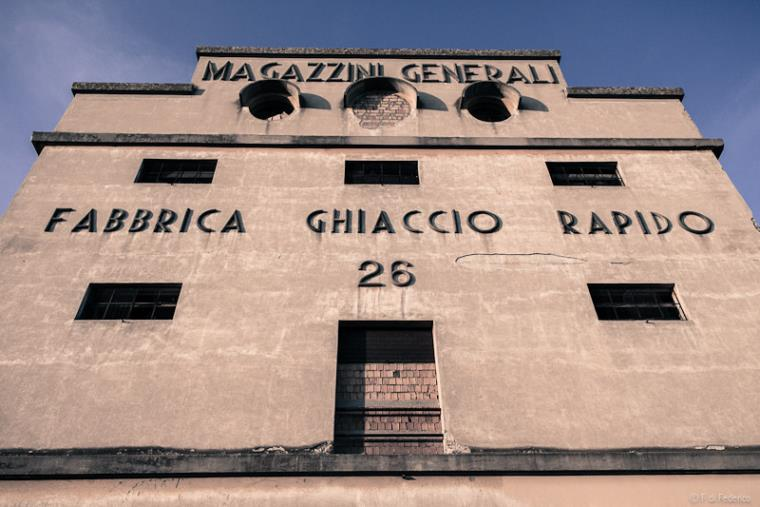 MAGAZZINI GENERALI
FABBRICA GHIACCIO RAPIDO
26
© F. di Federico